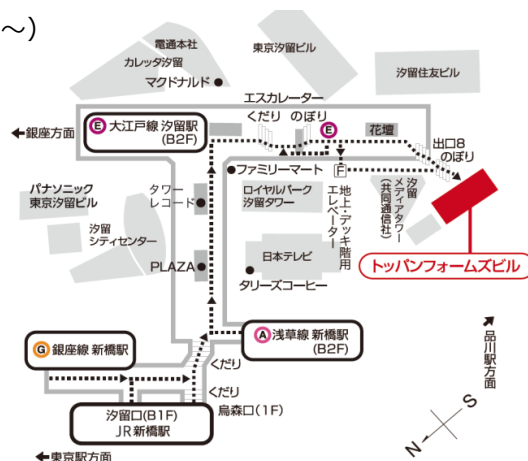 ～)
電通本社
カレッタ汐留
マクドナルド
東京汐留ビル
汐留住友ビル
エスカレーター
くだり のぼり
E 大江戸線 汐留駅
(B2F)
←銀座方面
E
花壇
出口8
のぼり
ファミリーマート
F
パナソニック
東京汐留ビル
タワー
レコード
ロイヤルパーク
汐留タワー
地上・デッキ階用
エレベーター
汐留
メディアタワー
(共同通信社)
汐留
シティセンター
PLAZA
日本テレビ
タリーズコーヒー
トッパンフォームズビル
G 銀座線 新橋駅
A 浅草線 新橋駅
(B2F)
くだり
くだり
汐留口(B1F)
JR新橋駅
烏森口(1F)
品川駅方面
S
N
←東京駅方面